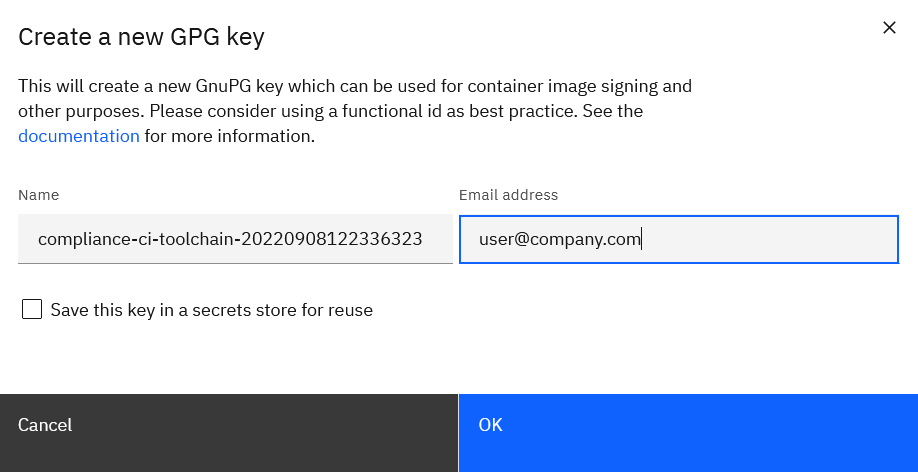 Create a new GPG key
This will create a new GnuPG key which can be used for container image signing and
other purposes. Please consider using a functional id as best practice. See the
documentation for more information.
Name
Email address
compliance-ci-toolchain-20220908122336323
user@company.com
Save this key in a secrets store for reuse
Cancel
OK